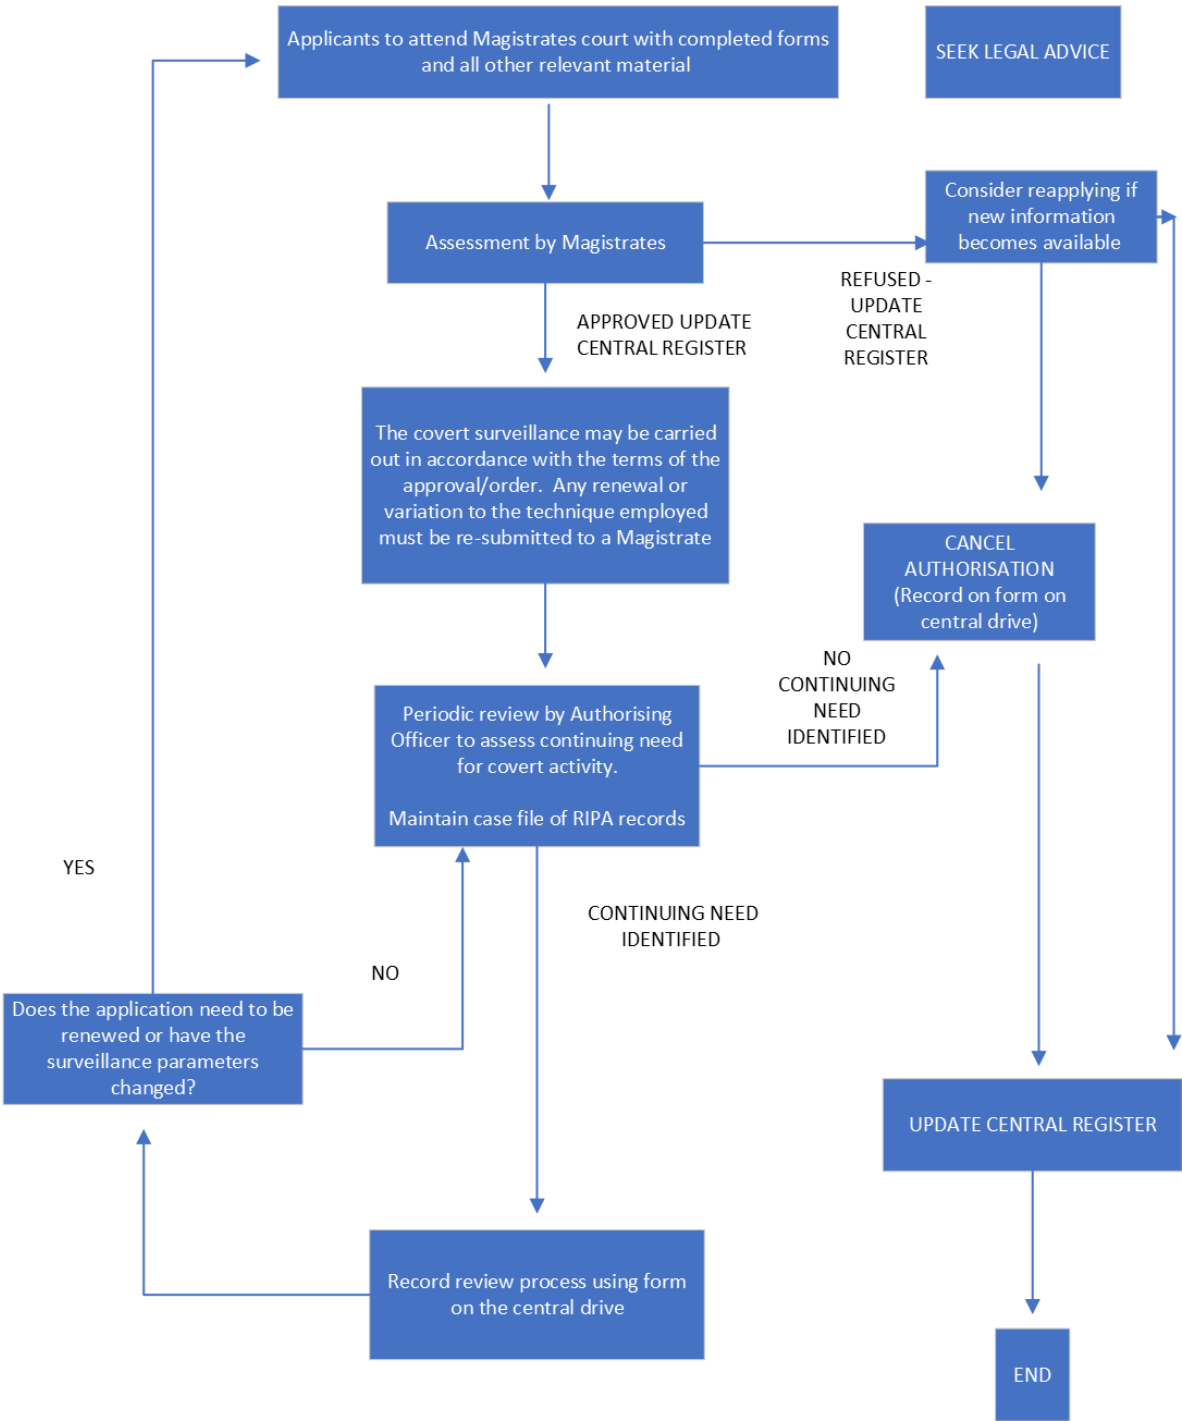 Applicants to attend Magistrates court with completed forms
and all other relevant material
SEEK LEGAL ADVICE
Consider reapplying if
new information
becomes available
Assessment by Magistrates
REFUSED -
UPDATE
CENTRAL
REGISTER
APPROVED UPDATE
CENTRAL REGISTER
The covert surveillance may be carried
out in accordance with the terms of the
approval/order.  Any renewal or
variation to the technique employed
must be re-submitted to a Magistrate
CANCEL
AUTHORISATION
(Record on form on
central drive)
NO
CONTINUING
NEED
IDENTIFIED
Periodic review by Authorising
Officer to assess continuing need
for covert activity.
Maintain case file of RIPA records
YES
CONTINUING NEED
IDENTIFIED
NO
Does the application need to be
renewed or have the
surveillance parameters
changed?
UPDATE CENTRAL REGISTER
Record review process using form
on the central drive
END